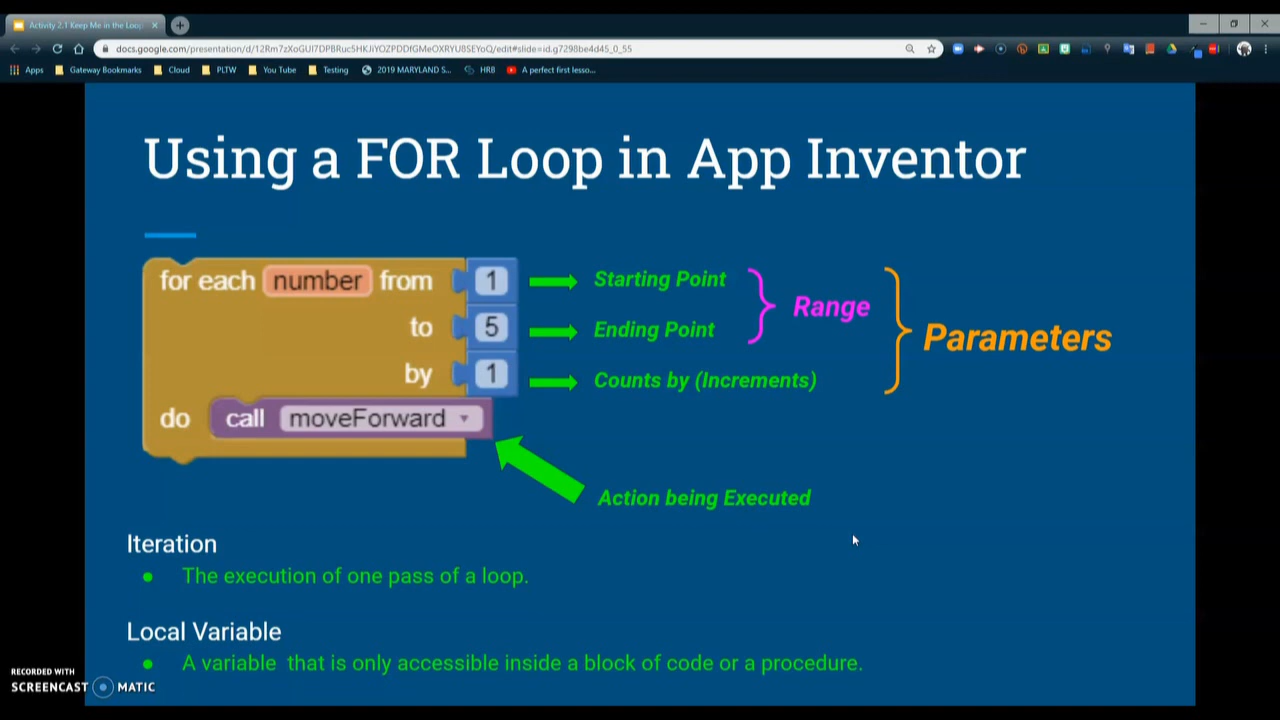 Activity 2.1 Keep Me in the Loop
docs.google.com/presentation/d/12Rm7zXoGUl7DPBRuc5HKJiYOZPDDfGMeOXRYU8SEYoQ/edit#slide=id.g7298be4d45_0_55
Apps Gateway Bookmarks Cloud PLTW You Tube Testing 2019 MARYLAND S... HRB A perfect first lesso...
Using a FOR Loop in App Inventor
for each number from 1 Starting Point
to 5 Ending Point
by 1 Counts by (Increments)
Range
Parameters
do call moveForward
Action being Executed
Iteration
● The execution of one pass of a loop.
Local Variable
● A variable that is only accessible inside a block of code or a procedure.
RECORDED WITH
SCREENCAST MATIC